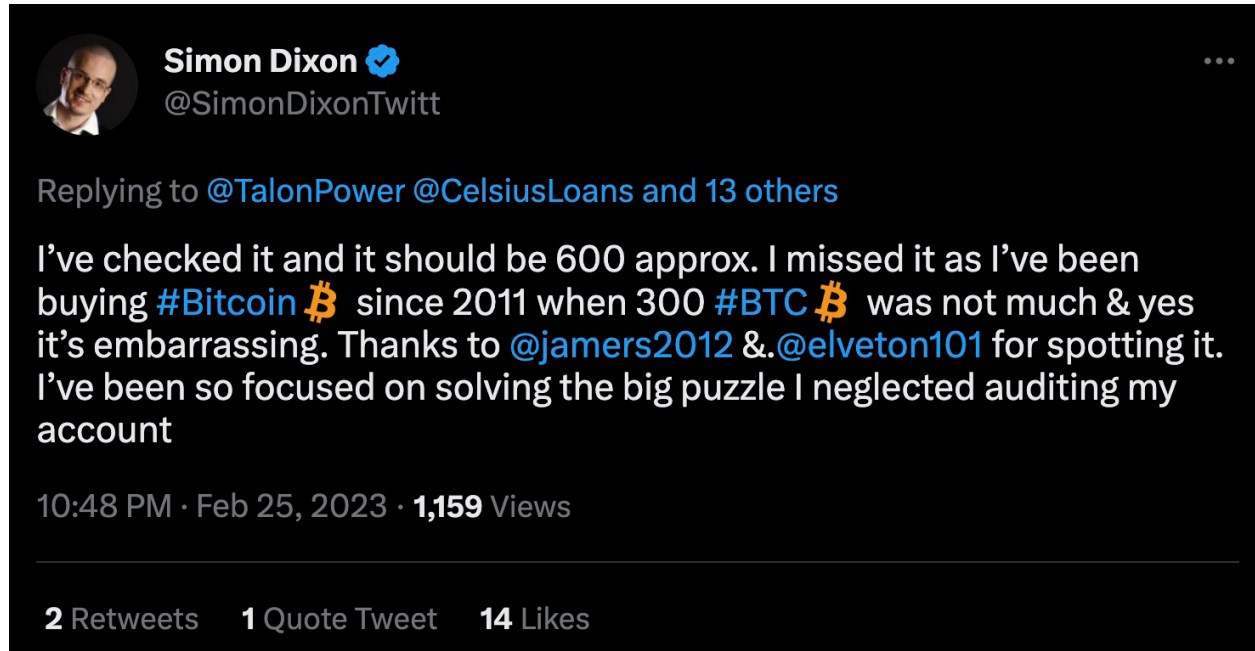 Simon Dixon
@SimonDixonTwitt
Replying to @TalonPower @CelsiusLoans and 13 others
I’ve checked it and it should be 600 approx. I missed it as I’ve been
buying #Bitcoin since 2011 when 300 #BTC was not much & yes
it’s embarrassing. Thanks to @jamers2012 &.@elveton101 for spotting it.
I’ve been so focused on solving the big puzzle I neglected auditing my
account
10:48 PM · Feb 25, 2023 · 1,159 Views
2 Retweets 1 Quote Tweet 14 Likes